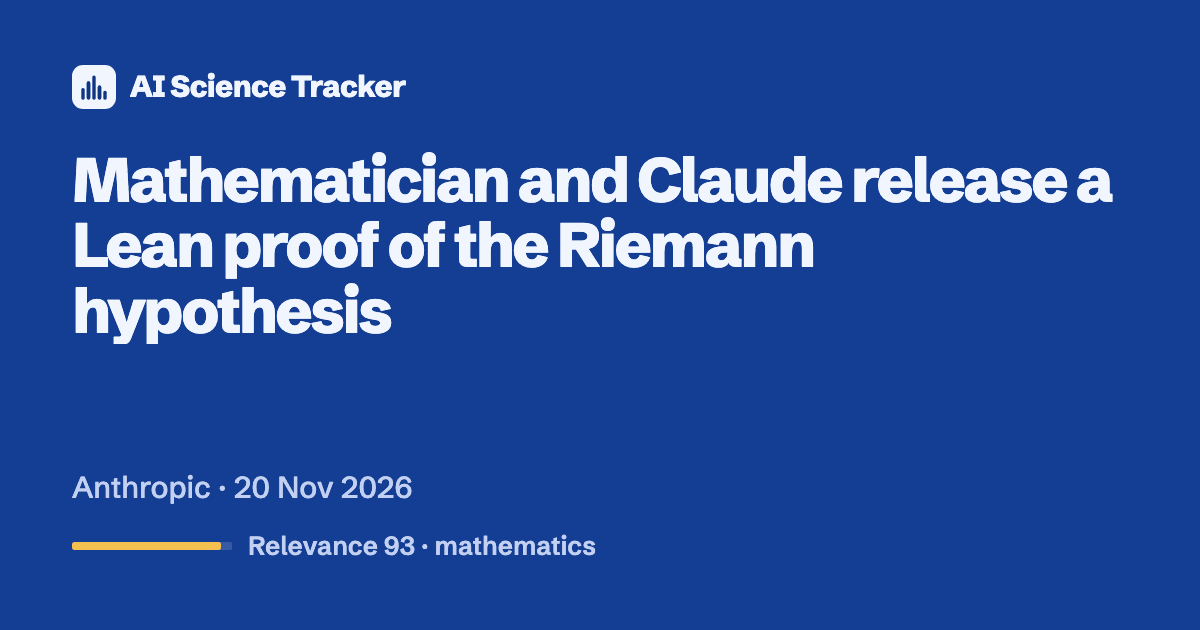 AI Science Tracker
Mathematician and Claude release a
Lean proof of the Riemann
hypothesis
Anthropic · 20 Nov 2026
Relevance 93 · mathematics